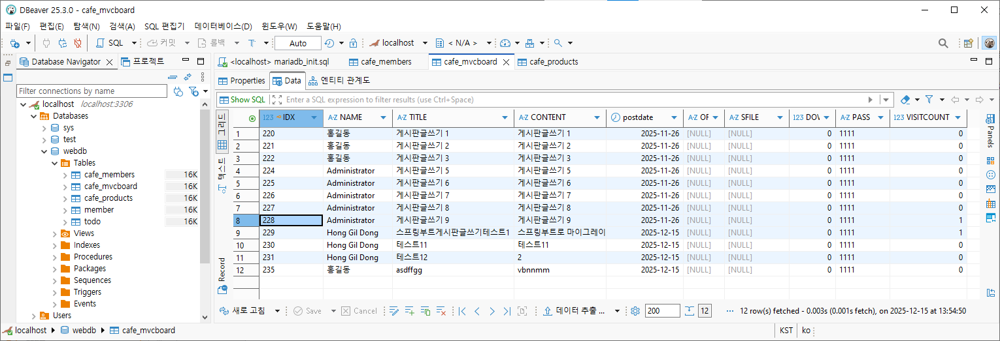 DBeaver 25.3.0 - cafe_mvcboard
파일(F) 편집(E) 탐색(N) 검색(A) SQL 편집기 데이터베이스(D) 윈도우(W) 도움말(H)
SQL 커밋 롤백 T Auto localhost < N/A >
Database Navigator 프로젝트 <localhost> mariadb_init.sql cafe_members cafe_mvcboard cafe_products
Properties Data 엔티티 관계도
Filter connections by name
Show SQL Enter a SQL expression to filter results (use Ctrl+Space)
localhost localhost:3306
Databases
sys
test
webdb
Tables
cafe_members 16K
cafe_mvcboard 16K
cafe_products 16K
member 16K
todo 16K
Views
Indexes
Procedures
Packages
Sequences
Triggers
Events
Users
그리드
텍스트
Record
123 IDX A-Z NAME A-Z TITLE A-Z CONTENT postdate A-Z OF A-Z SFILE 123 DOV A-Z PASS 123 VISITCOUNT
1 220 홍길동 게시판글쓰기 1 게시판글쓰기 1 2025-11-26 [NULL] [NULL] 0 1111 0
2 221 홍길동 게시판글쓰기 2 게시판글쓰기 2 2025-11-26 [NULL] [NULL] 0 1111 0
3 222 홍길동 게시판글쓰기 3 게시판글쓰기 3 2025-11-26 [NULL] [NULL] 0 1111 0
4 224 Administrator 게시판글쓰기 5 게시판글쓰기 5 2025-11-26 [NULL] [NULL] 0 1111 0
5 225 Administrator 게시판글쓰기 6 게시판글쓰기 6 2025-11-26 [NULL] [NULL] 0 1111 0
6 226 Administrator 게시판글쓰기 7 게시판글쓰기 7 2025-11-26 [NULL] [NULL] 0 1111 0
7 227 Administrator 게시판글쓰기 8 게시판글쓰기 8 2025-11-26 [NULL] [NULL] 0 1111 0
8 228 Administrator 게시판글쓰기 9 게시판글쓰기 9 2025-11-26 [NULL] [NULL] 0 1111 1
9 229 Hong Gil Dong 스프링부트게시판글쓰기테스트1 스프링부트로 마이그레이 2025-12-15 [NULL] [NULL] 0 1111 1
10 230 Hong Gil Dong 테스트11 테스트11 2025-12-15 [NULL] [NULL] 0 1111 0
11 231 Hong Gil Dong 테스트12 2 2025-12-15 [NULL] [NULL] 0 1111 0
12 235 홍길동 asdffgg vbnnmm 2025-12-15 [NULL] [NULL] 0 1111 0
Panels
새로 고침 Save Cancel 데이터 추출 ... 200 12 ... 12 row(s) fetched - 0.003s (0.001s fetch), on 2025-12-15 at 13:54:50
localhost webdb cafe_mvcboard KST ko